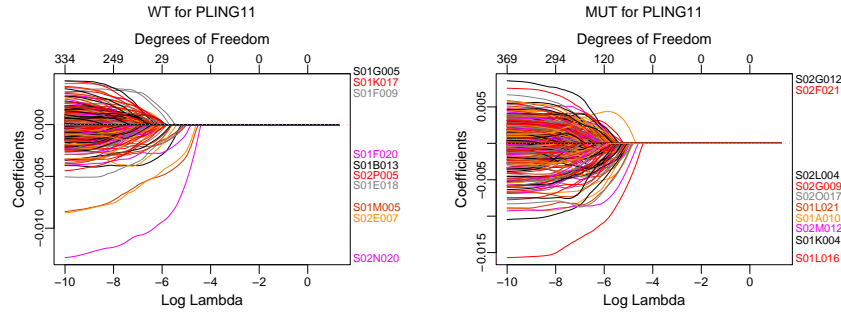 WT for PLING11
Degrees of Freedom
334 249 29 0 0 0
0.000
−0.005
−0.010
Coefficients
−10 −8 −6 −4 −2 0
Log Lambda
S01G005
S01K017
S01F009
S01F020
S01B013
S02P005
S01E018
S01M005
S02E007
S02N020
MUT for PLING11
Degrees of Freedom
369 294 120 0 0 0
0.005
−0.005
−0.015
Coefficients
−10 −8 −6 −4 −2 0
Log Lambda
S02G012
S02F021
S02L004
S02G009
S02O017
S01L021
S01A010
S02M012
S01K004
S01L016